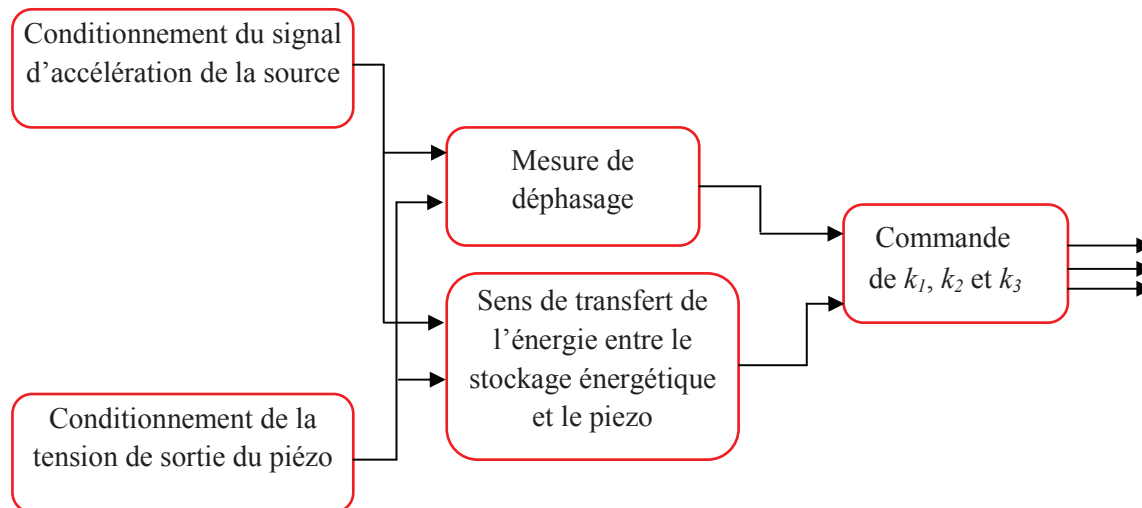 Conditionnement du signal
d’accélération de la source
Mesure de
déphasage
Commande
de k1, k2 et k3
Sens de transfert de
l’énergie entre le
stockage énergétique
et le piezo
Conditionnement de la
tension de sortie du piézo